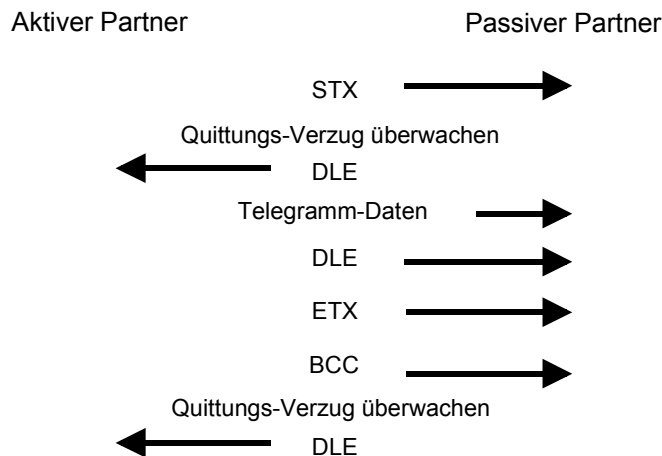 Aktiver Partner Passiver Partner
STX
Quittungs-Verzug überwachen
DLE
Telegramm-Daten
DLE
ETX
BCC
Quittungs-Verzug überwachen
DLE